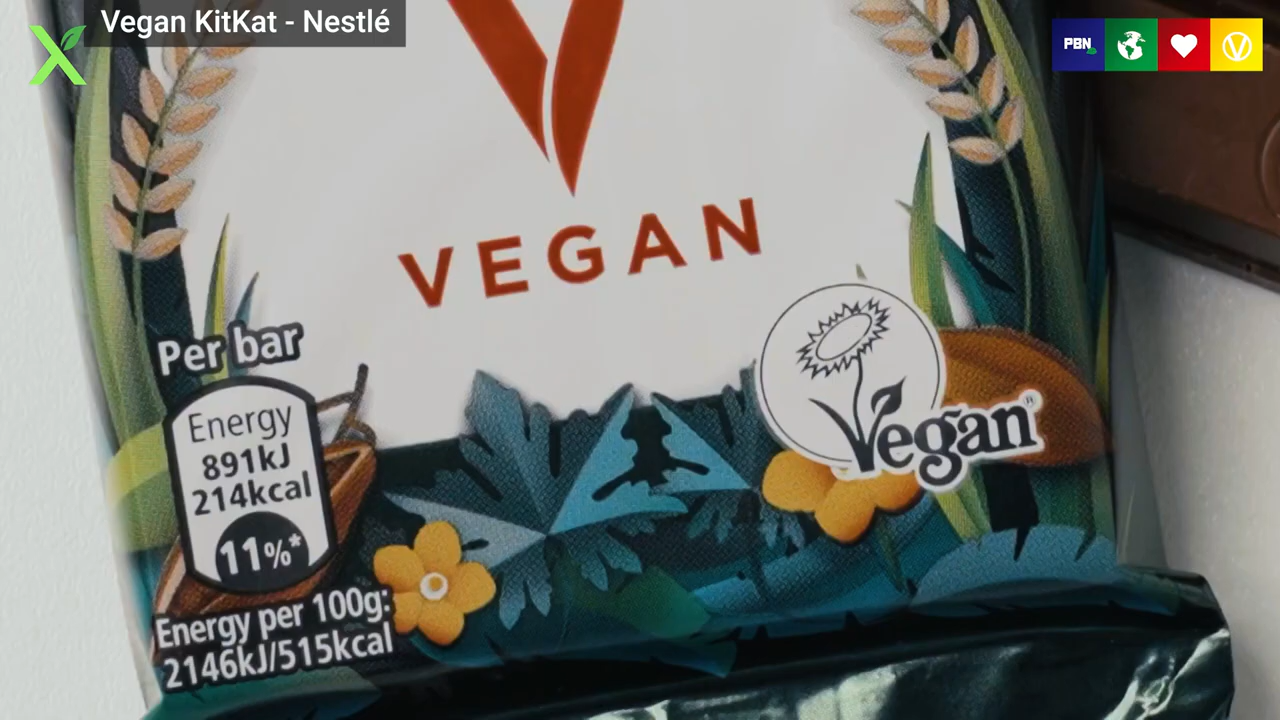 Vegan KitKat - Nestlé
PBN
VEGAN
Per bar
Energy
891kJ
214kcal
11%*
Energy per 100g:
2146kJ/515kcal
Vegan®